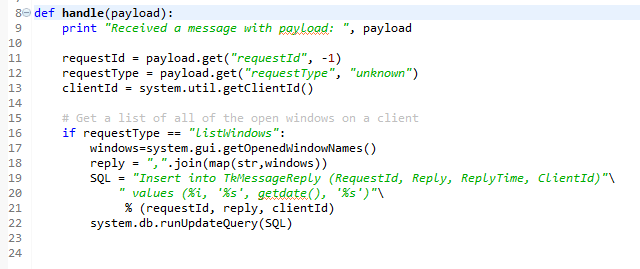 8 def handle(payload):
9     print "Received a message with payload: ", payload
10
11     requestId = payload.get("requestId", -1)
12     requestType = payload.get("requestType", "unknown")
13     clientId = system.util.getClientId()
14
15     # Get a list of all of the open windows on a client
16     if requestType == "listWindows":
17         windows=system.gui.getOpenedWindowNames()
18         reply = ",".join(map(str,windows))
19         SQL = "Insert into TkMessageReply (RequestId, Reply, ReplyTime, ClientId)"\
20             " values (%i, '%s', getdate(), '%s')"\
21              % (requestId, reply, clientId)
22         system.db.runUpdateQuery(SQL)
23
24